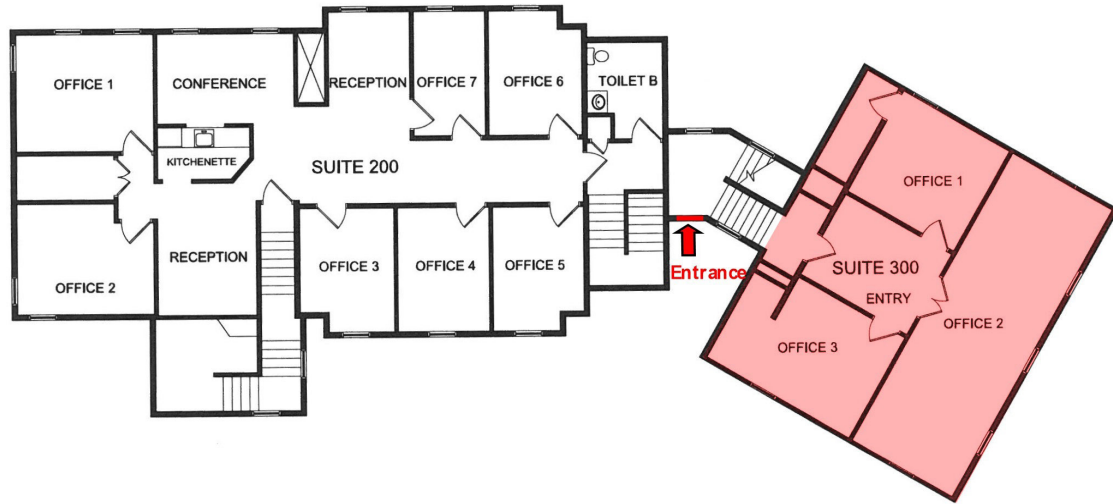 OFFICE 1
CONFERENCE
RECEPTION
OFFICE 7
OFFICE 6
TOILET B
KITCHENETTE
SUITE 200
OFFICE 1
RECEPTION
OFFICE 2
OFFICE 3
OFFICE 4
OFFICE 5
Entrance
SUITE 300
ENTRY
OFFICE 2
OFFICE 3